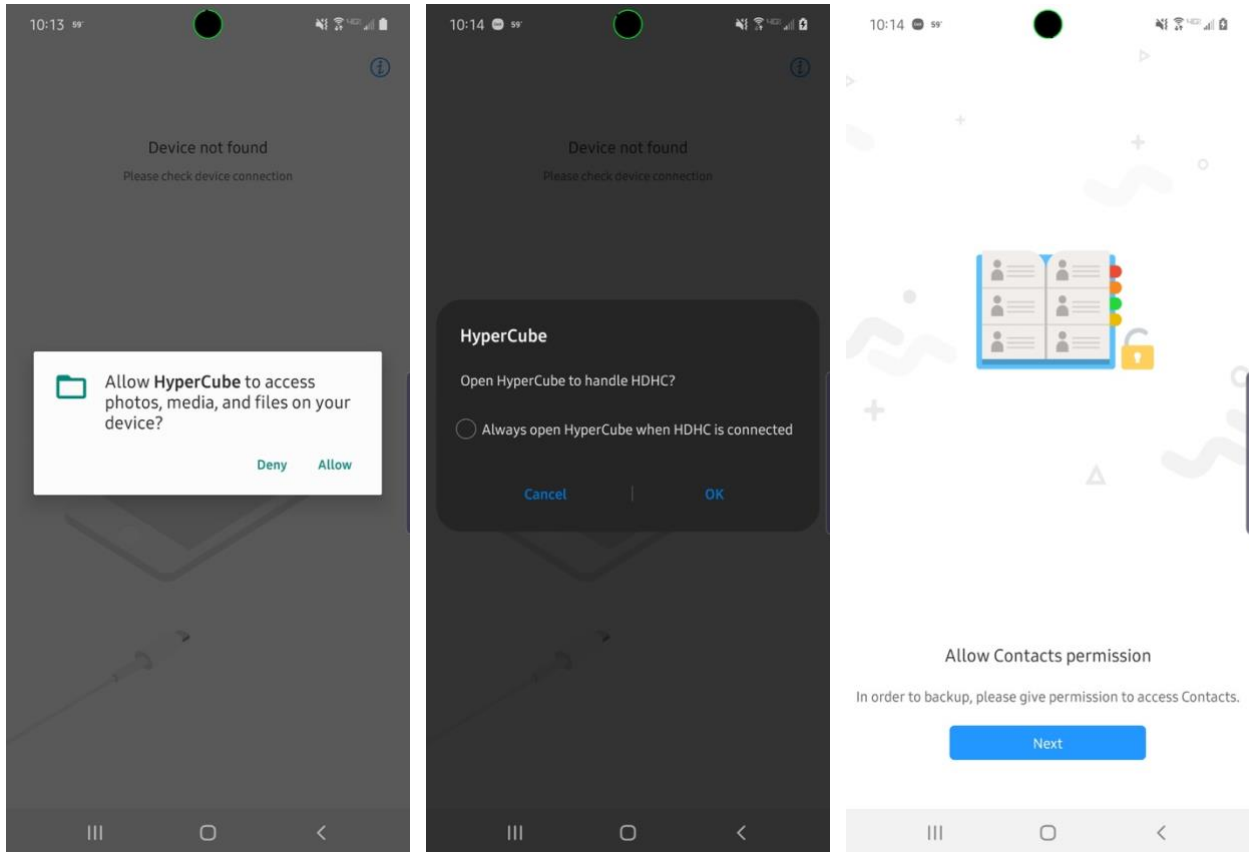 10:13 59°
Device not found
Please check device connection
Allow HyperCube to access
photos, media, and files on your
device?
Deny Allow
10:14 59°
Device not found
Please check device connection
HyperCube
Open HyperCube to handle HDHC?
Always open HyperCube when HDHC is connected
Cancel OK
10:14 59°
Allow Contacts permission
In order to backup, please give permission to access Contacts.
Next